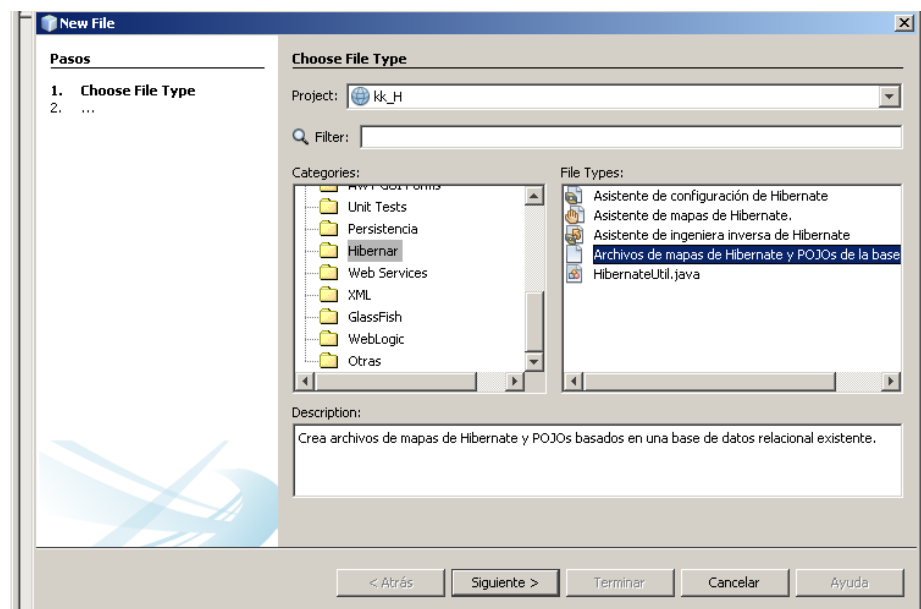 New File
Pasos
1. Choose File Type
2. ...
Choose File Type
Project: kk_H
Filter:
Categories:
AWT GUI Forms
Unit Tests
Persistencia
Hibernar
Web Services
XML
GlassFish
WebLogic
Otras
File Types:
Asistente de configuración de Hibernate
Asistente de mapas de Hibernate.
Asistente de ingeniera inversa de Hibernate
Archivos de mapas de Hibernate y POJOs de la base
HibernateUtil.java
Description:
Crea archivos de mapas de Hibernate y POJOs basados en una base de datos relacional existente.
< Atrás
Siguiente >
Terminar
Cancelar
Ayuda